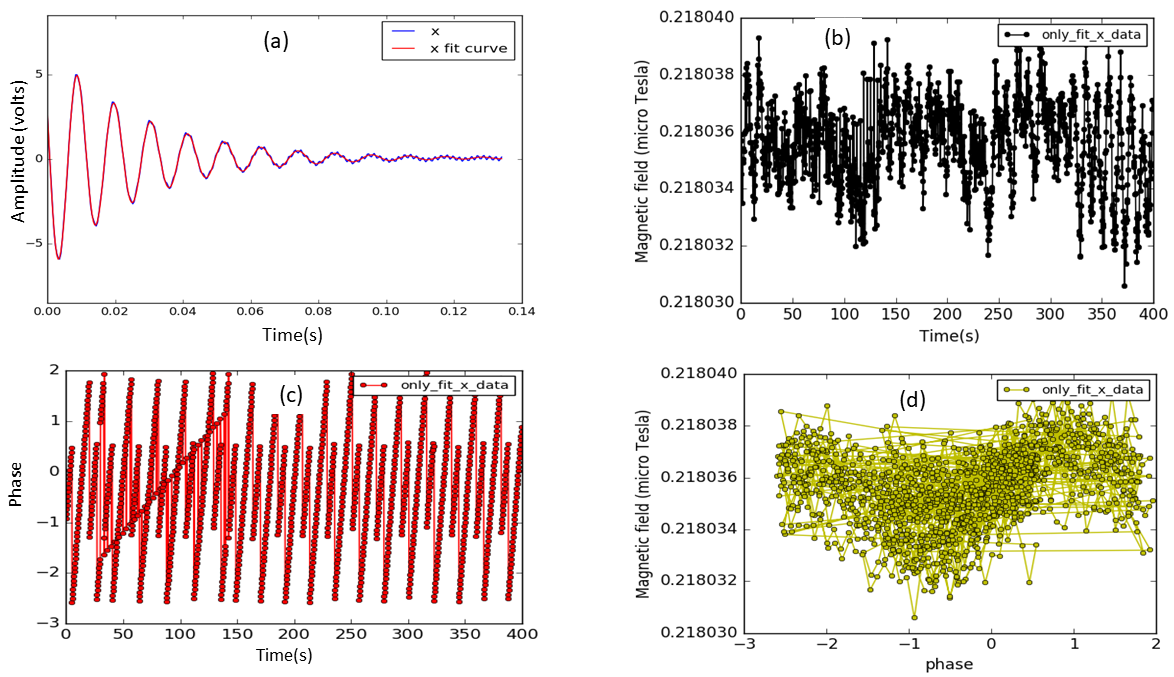 (a)
x
x fit curve
Amplitude (volts)
5
0
−5
0.00 0.02 0.04 0.06 0.08 0.10 0.12 0.14
Time(s)
(b)
only_fit_x_data
Magnetic field (micro Tesla)
0.218040
0.218038
0.218036
0.218034
0.218032
0.218030
0 50 100 150 200 250 300 350 400
Time(s)
(c)
only_fit_x_data
Phase
2
1
0
−1
−2
−3
0 50 100 150 200 250 300 350 400
Time(s)
(d)
only_fit_x_data
Magnetic field (micro Tesla)
0.218040
0.218038
0.218036
0.218034
0.218032
0.218030
−3 −2 −1 0 1 2
phase